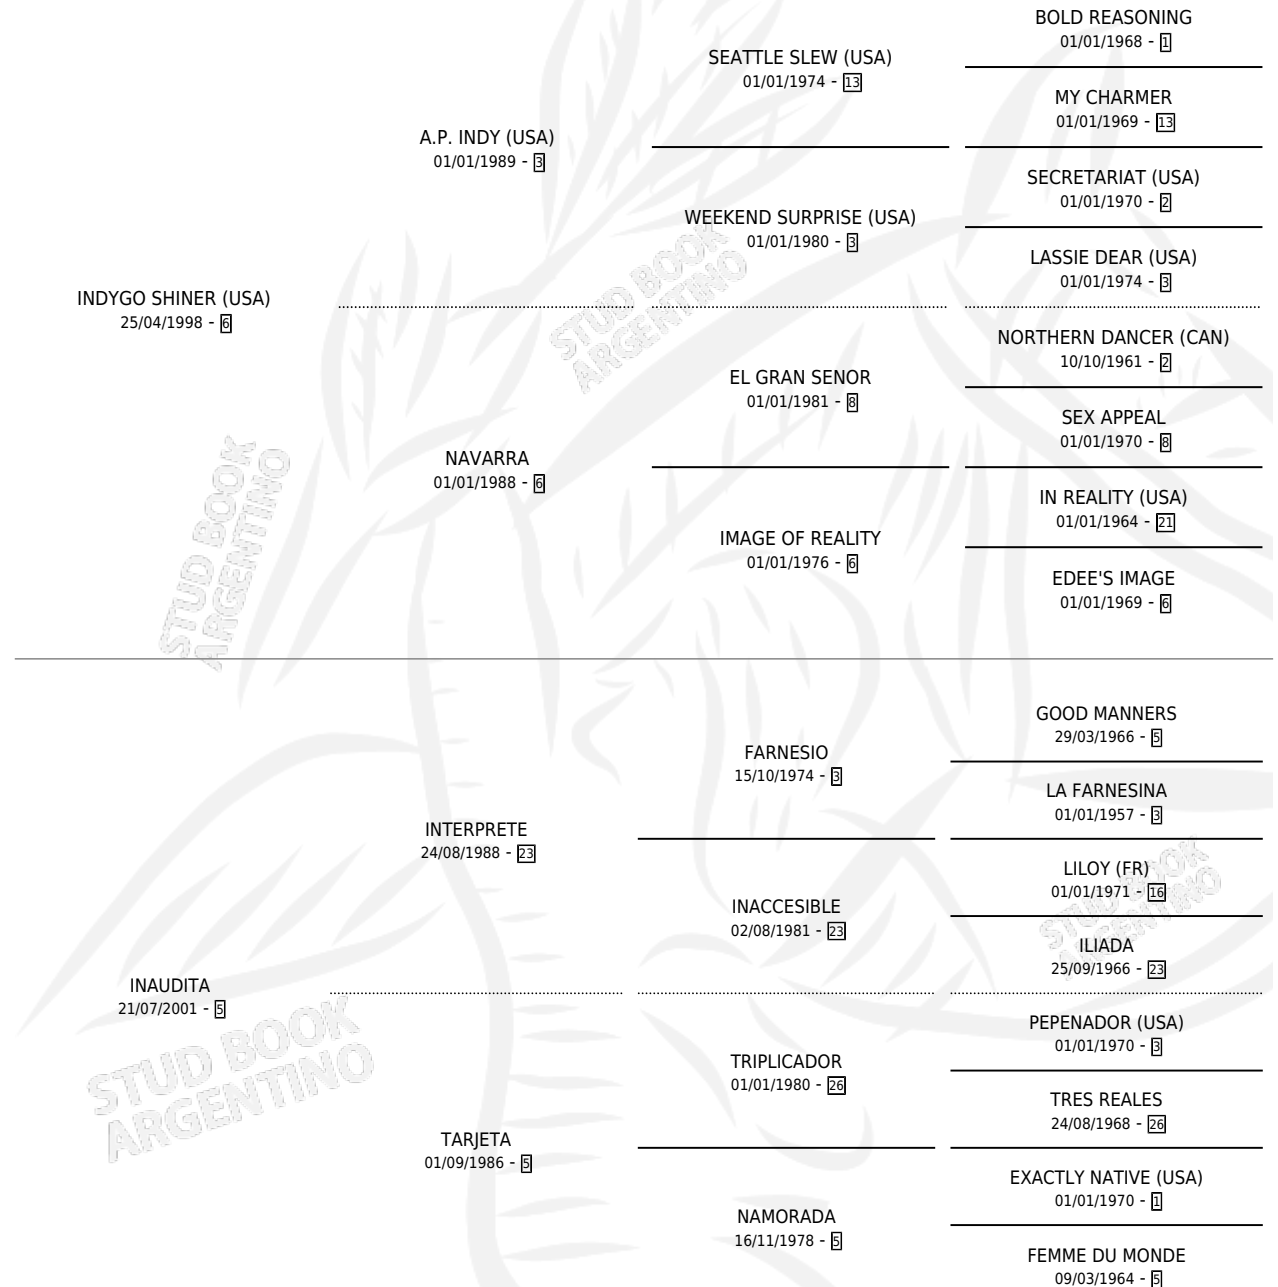 BOLD REASONING
01/01/1968 - 1
SEATTLE SLEW (USA)
01/01/1974 - 13
MY CHARMER
01/01/1969 - 13
A.P. INDY (USA)
01/01/1989 - 3
SECRETARIAT (USA)
01/01/1970 - 2
WEEKEND SURPRISE (USA)
01/01/1980 - 3
LASSIE DEAR (USA)
01/01/1974 - 3
INDYGO SHINER (USA)
25/04/1998 - 6
NORTHERN DANCER (CAN)
10/10/1961 - 2
EL GRAN SENOR
01/01/1981 - 8
SEX APPEAL
01/01/1970 - 8
NAVARRA
01/01/1988 - 6
IN REALITY (USA)
01/01/1964 - 21
IMAGE OF REALITY
01/01/1976 - 6
EDEE'S IMAGE
01/01/1969 - 6
GOOD MANNERS
29/03/1966 - 5
FARNESIO
15/10/1974 - 3
LA FARNESINA
01/01/1957 - 3
INTERPRETE
24/08/1988 - 23
LILOY (FR)
01/01/1971 - 16
INACCESIBLE
02/08/1981 - 23
ILIADA
25/09/1966 - 23
INAUDITA
21/07/2001 - 5
PEPENADOR (USA)
01/01/1970 - 3
TRIPLICADOR
01/01/1980 - 26
TRES REALES
24/08/1968 - 26
TARJETA
01/09/1986 - 5
EXACTLY NATIVE (USA)
01/01/1970 - 1
NAMORADA
16/11/1978 - 5
FEMME DU MONDE
09/03/1964 - 5
STUD BOOK
ARGENTINO
STUD BOOK
ARGENTINO
STUD BOOK
ARGENTINO
STUD BOOK
ARGENTINO